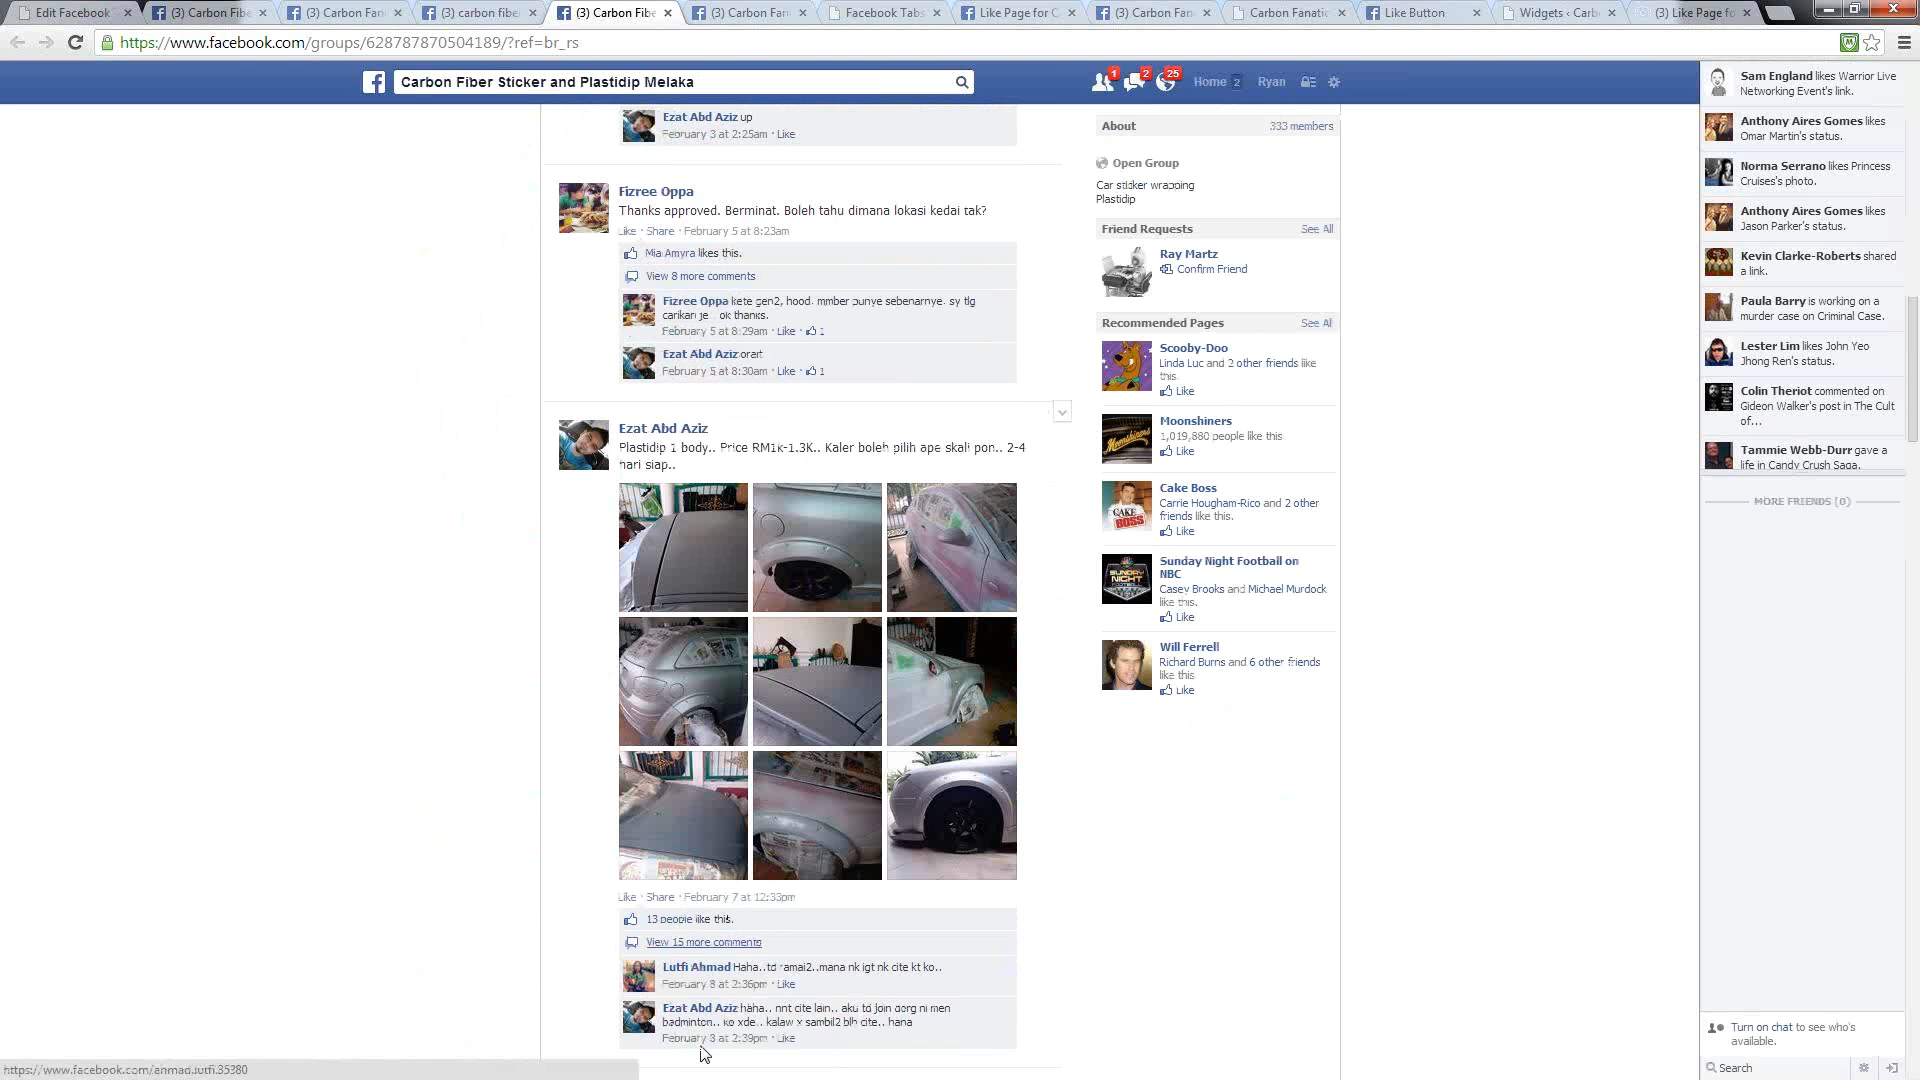 Edit Facebook
(3) Carbon Fibe
(3) Carbon Fan
(3) carbon fiber
(3) Carbon Fibe
(3) Carbon Fan
Facebook Tabs
Like Page for C
(3) Carbon Fan
Carbon Fanatic
Like Button
Widgets ‹ Carb
(3) Like Page fo
https://www.facebook.com/groups/628787870504189/?ref=br_rs
Carbon Fiber Sticker and Plastidip Melaka
1
2
25
Home 2
Ryan
Ezat Abd Aziz up
February 3 at 2:25am · Like
Fizree Oppa
Thanks approved. Berminat. Boleh tahu dimana lokasi kedai tak?
Like · Share · February 5 at 8:23am
Mia Amyra likes this.
View 8 more comments
Fizree Oppa kete gen2, hood. mmber punye sebenarnye. sy tlg
carikan je.. ok thanks.
February 5 at 8:29am · Like · 1
Ezat Abd Aziz orait
February 5 at 8:30am · Like · 1
Ezat Abd Aziz
Plastidip 1 body.. Price RM1k-1.3K.. Kaler boleh pilih ape skali pon.. 2-4
hari siap..
Like · Share · February 7 at 12:33pm
13 people like this.
View 15 more comments
Lutfi Ahmad Haha..td ramai2..mana nk igt nk cite kt ko..
February 8 at 2:36pm · Like
Ezat Abd Aziz haha.. nnt cite lain.. aku td join dorg ni men
badminton.. ko xde.. kalaw x sambil2 blh cite.. hana
February 8 at 2:39pm · Like
https://www.facebook.com/ahmad.lutfi.35380
About
333 members
Open Group
Car sticker wrapping
Plastidip
Friend Requests
See All
Ray Martz
Confirm Friend
Recommended Pages
See All
Scooby-Doo
Linda Luc and 2 other friends like
this.
Like
Moonshiners
1,019,880 people like this.
Like
Cake Boss
Carrie Hougham-Rico and 2 other
friends like this.
Like
CAKE
BOSS
Sunday Night Football on
NBC
Casey Brooks and Michael Murdock
like this.
Like
SUNDAY
NIGHT
FOOTBALL
Will Ferrell
Richard Burns and 6 other friends
like this.
Like
Sam England likes Warrior Live
Networking Event's link.
Anthony Aires Gomes likes
Omar Martin's status.
Norma Serrano likes Princess
Cruises's photo.
Anthony Aires Gomes likes
Jason Parker's status.
Kevin Clarke-Roberts shared
a link.
Paula Barry is working on a
murder case on Criminal Case.
Lester Lim likes John Yeo
Jhong Ren's status.
Colin Theriot commented on
Gideon Walker's post in The Cult
of...
Tammie Webb-Durr gave a
life in Candy Crush Saga.
MORE FRIENDS (0)
Turn on chat to see who's
available.
Search